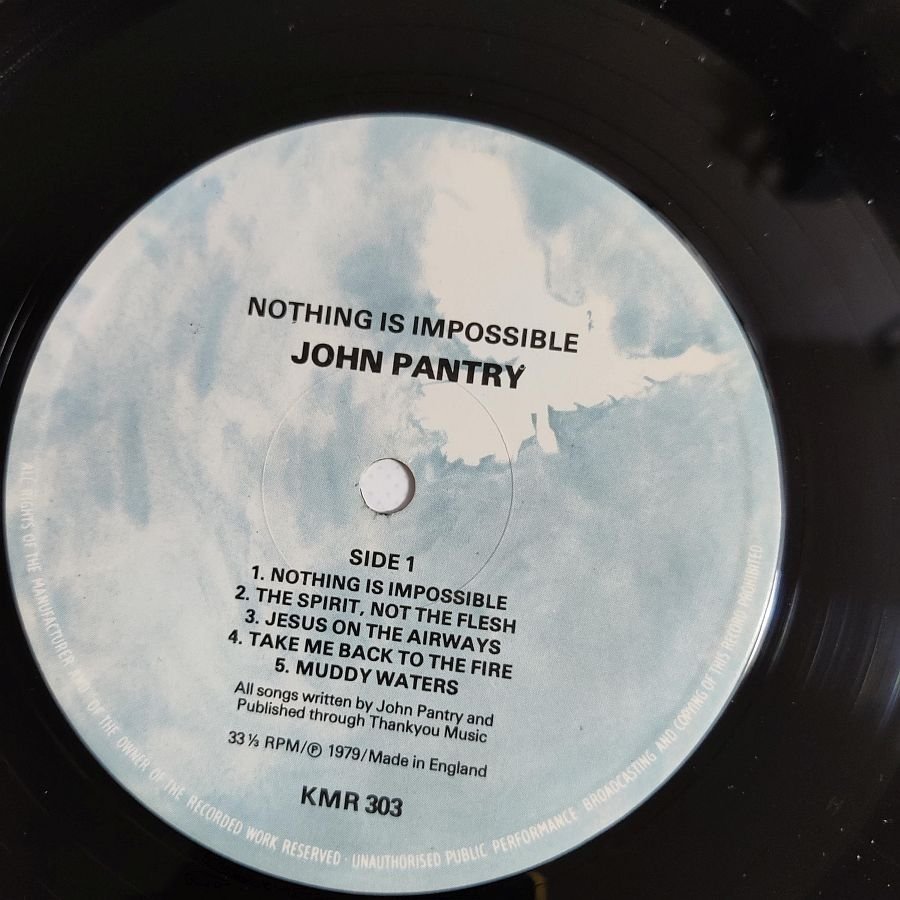 NOTHING IS IMPOSSIBLE
JOHN PANTRY
SIDE 1
1. NOTHING IS IMPOSSIBLE
2. THE SPIRIT, NOT THE FLESH
3. JESUS ON THE AIRWAYS
4. TAKE ME BACK TO THE FIRE
5. MUDDY WATERS
All songs written by John Pantry and
Published through Thankyou Music
33 ⅓ RPM/℗ 1979/Made in England
KMR 303
ALL RIGHTS OF THE MANUFACTURER AND OF THE OWNER OF THE RECORDED WORK RESERVED · UNAUTHORISED PUBLIC PERFORMANCE BROADCASTING AND COPYING OF THIS RECORD PROHIBITED